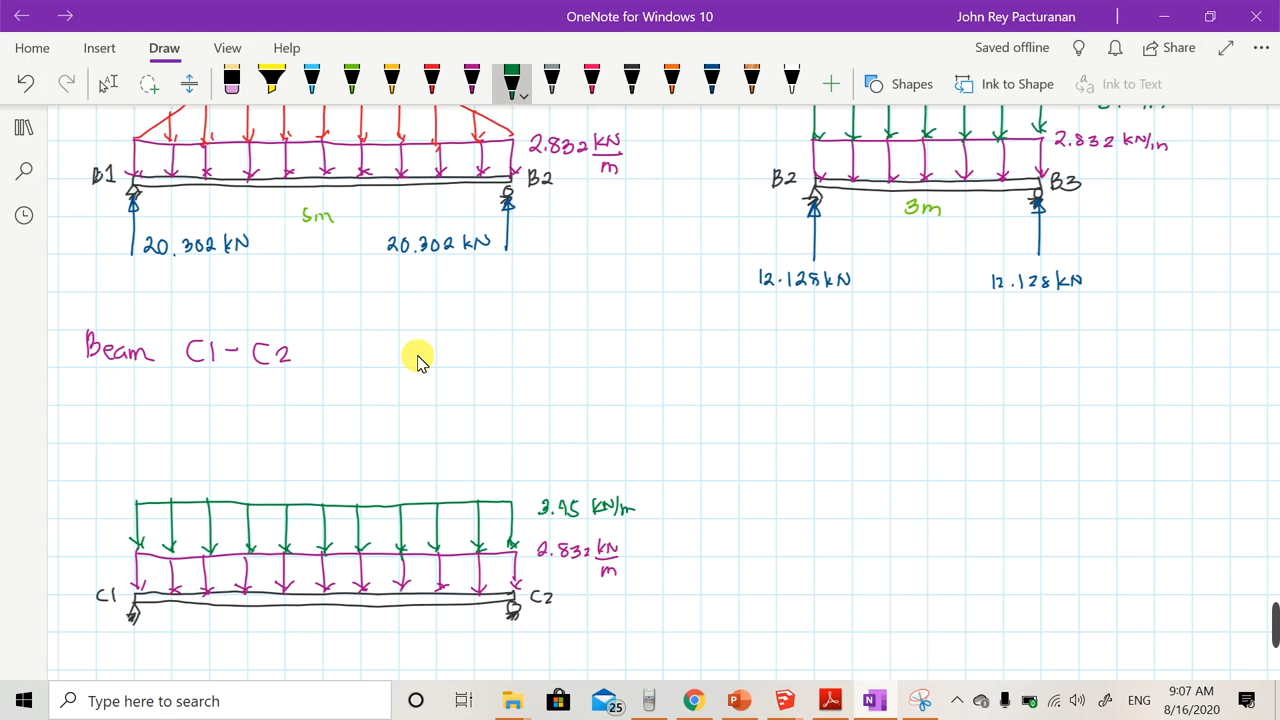 OneNote for Windows 10
John Rey Pacturanan
Home Insert Draw View Help
Saved offline
Share
Shapes
Ink to Shape
Ink to Text
2.832 kN/m
B1
B2
5m
20.302 kN
20.302 kN
2.832 kN/m
B2
B3
3m
12.128 kN
12.128 kN
Beam C1 - C2
2.832 kN/m
C1
C2
Type here to search
25
ENG
9:07 AM
8/16/2020